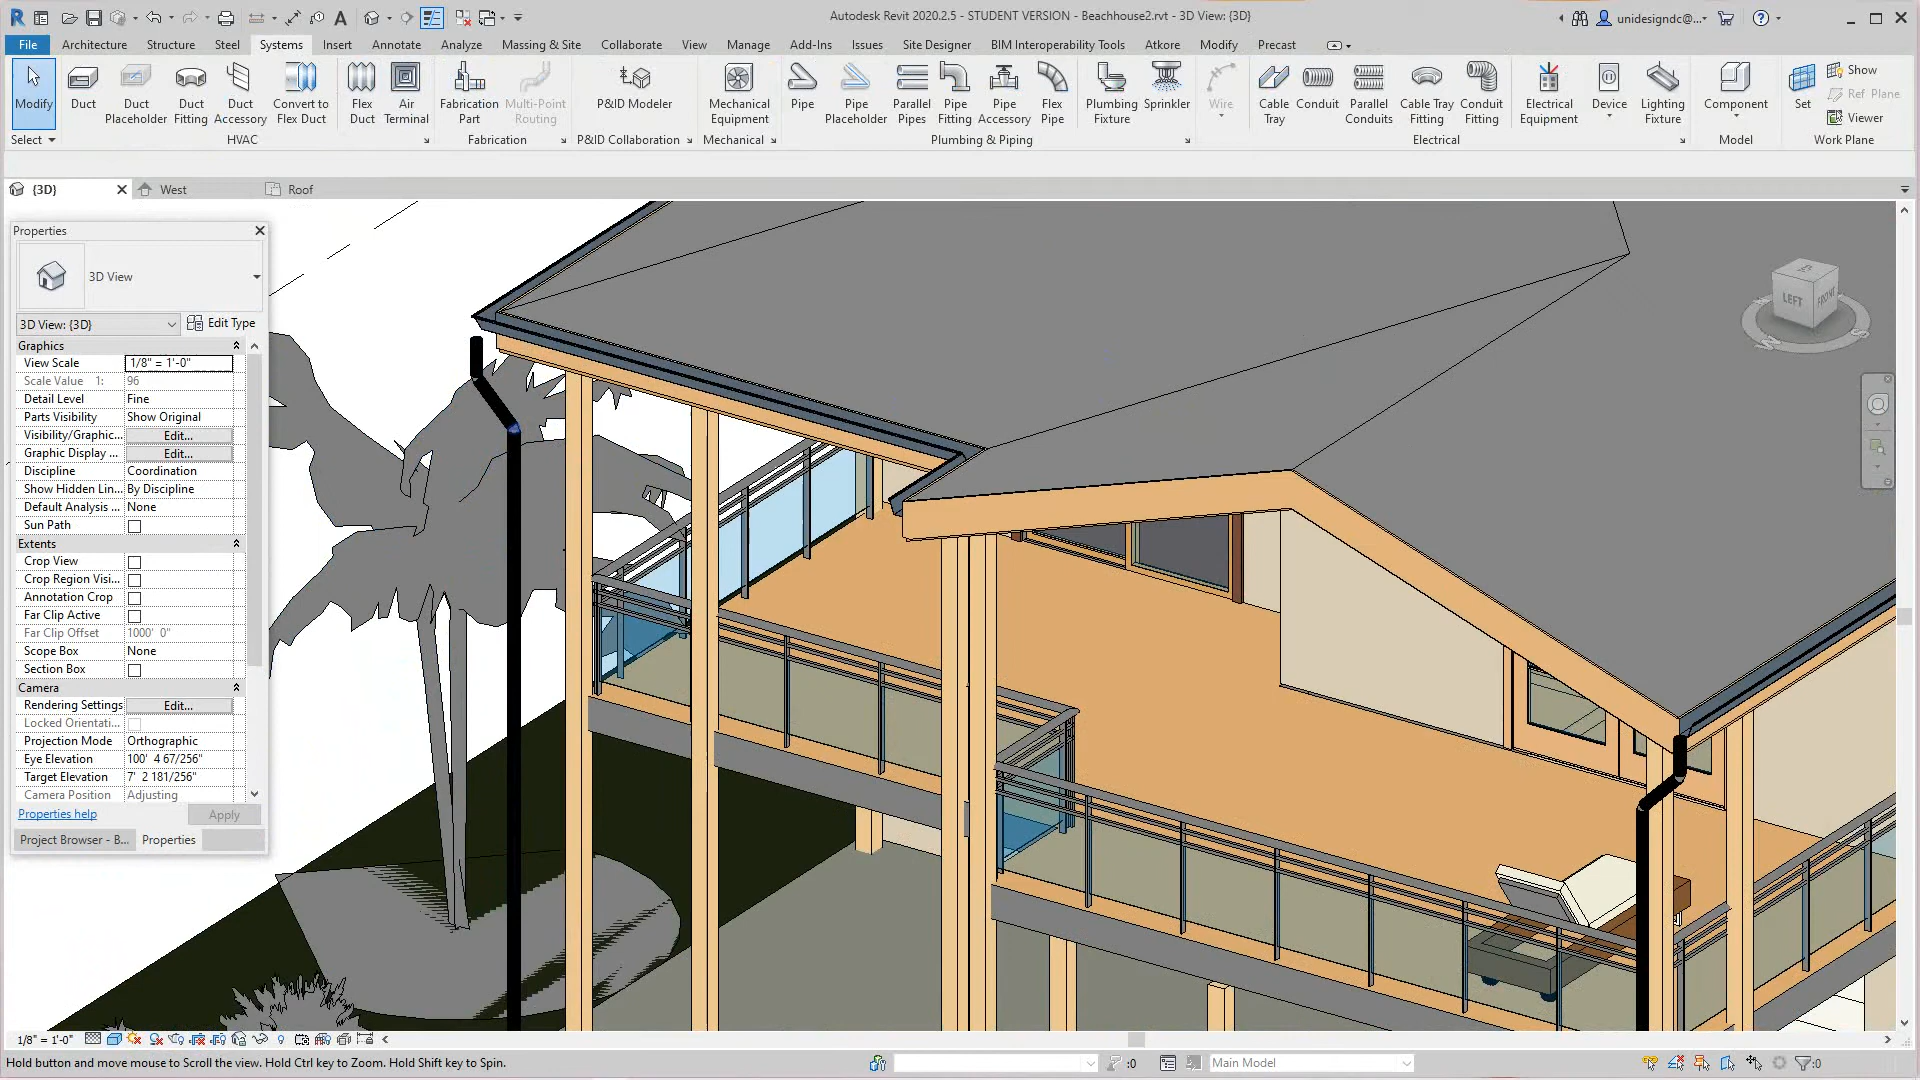 Autodesk Revit 2020.2.5 - STUDENT VERSION - Beachhouse2.rvt - 3D View: {3D}
unidesigndc@...
File Architecture Structure Steel Systems Insert Annotate Analyze Massing & Site Collaborate View Manage Add-Ins Issues Site Designer BIM Interoperability Tools Atkore Modify Precast
Modify
Duct
Duct Placeholder
Duct Fitting
Duct Accessory
Convert to Flex Duct
Flex Duct
Air Terminal
Fabrication Part
Multi-Point Routing
P&ID Modeler
Mechanical Equipment
Pipe
Pipe Placeholder
Parallel Pipes
Pipe Fitting
Pipe Accessory
Flex Pipe
Plumbing Fixture
Sprinkler
Wire
Cable Tray
Conduit
Parallel Conduits
Cable Tray Fitting
Conduit Fitting
Electrical Equipment
Device
Lighting Fixture
Component
Set
Show
Ref Plane
Viewer
Select HVAC Fabrication P&ID Collaboration Mechanical Plumbing & Piping Electrical Model Work Plane
{3D} West Roof
Properties
3D View
3D View: {3D} Edit Type
Graphics
View Scale 1/8" = 1'-0"
Scale Value 1: 96
Detail Level Fine
Parts Visibility Show Original
Visibility/Graphic... Edit...
Graphic Display ... Edit...
Discipline Coordination
Show Hidden Lin... By Discipline
Default Analysis ... None
Sun Path
Extents
Crop View
Crop Region Visi...
Annotation Crop
Far Clip Active
Far Clip Offset 1000' 0"
Scope Box None
Section Box
Camera
Rendering Settings Edit...
Locked Orientati...
Projection Mode Orthographic
Eye Elevation 100' 4 67/256"
Target Elevation 7' 2 181/256"
Camera Position Adjusting
Properties help Apply
Project Browser - B... Properties
LEFT FRONT
W S
1/8" = 1'-0"
Hold button and move mouse to Scroll the view. Hold Ctrl key to Zoom. Hold Shift key to Spin.
:0 Main Model :0